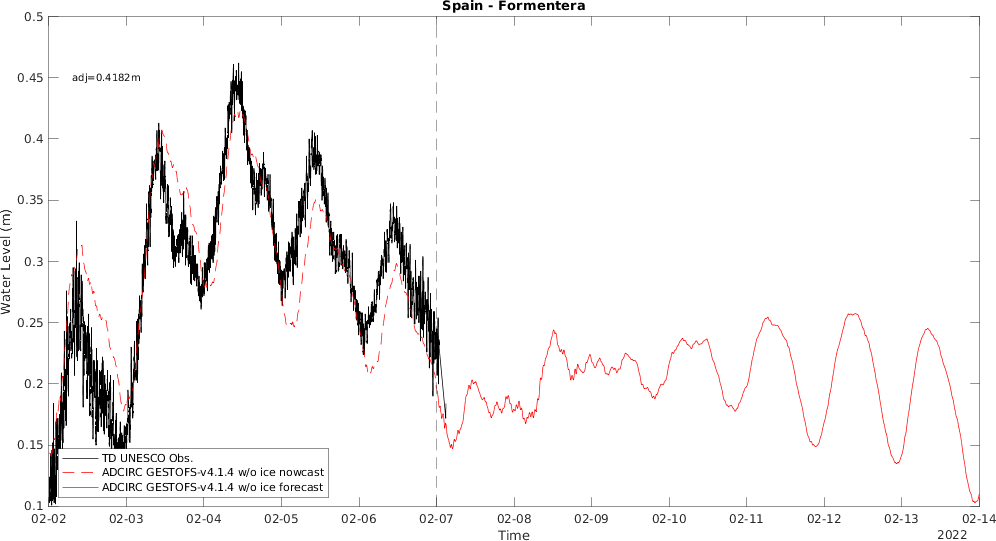 Spain - Formentera
0.5
0.45
0.4
0.35
0.3
0.25
0.2
0.15
0.1
Water Level (m)
adj=0.4182m
TD UNESCO Obs.
ADCIRC GESTOFS-v4.1.4 w/o ice nowcast
ADCIRC GESTOFS-v4.1.4 w/o ice forecast
02-02 02-03 02-04 02-05 02-06 02-07 02-08 02-09 02-10 02-11 02-12 02-13 02-14
Time
2022